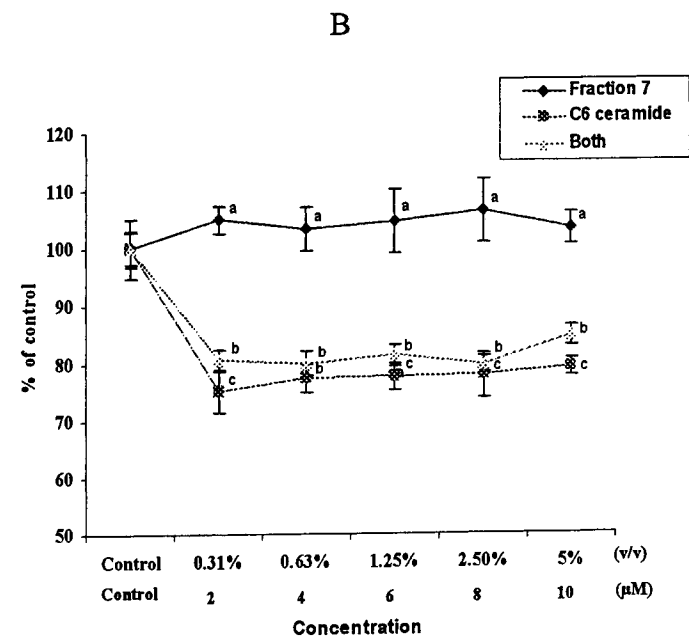 B
Fraction 7
C6 ceramide
Both
120
110
100
90
80
70
60
50
% of control
a
a
a
a
a
b
b
b
b
b
c
b
c
c
c
Control 0.31% 0.63% 1.25% 2.50% 5% (v/v)
Control 2 4 6 8 10 (µM)
Concentration